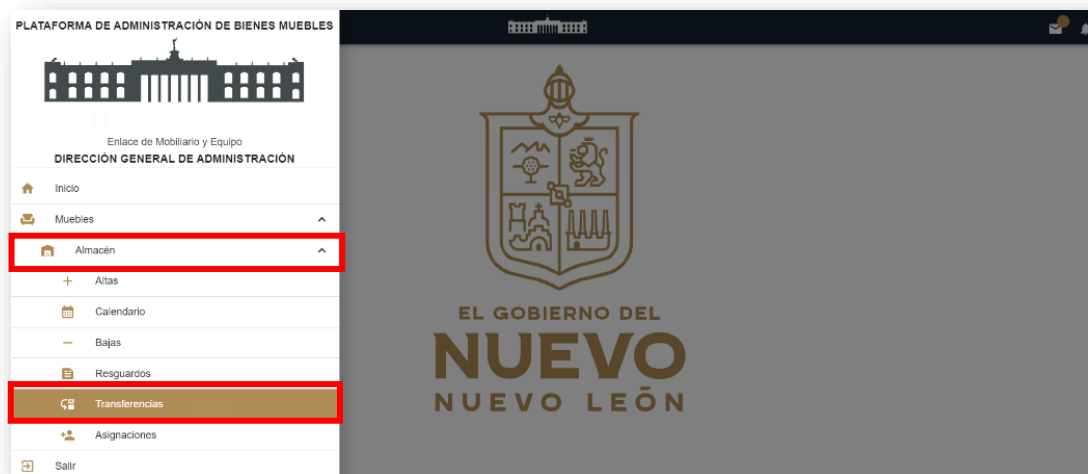 PLATAFORMA DE ADMINISTRACIÓN DE BIENES MUEBLES
Enlace de Mobiliario y Equipo
DIRECCIÓN GENERAL DE ADMINISTRACIÓN
Inicio
Muebles
Almacén
Altas
Calendario
Bajas
Resguardos
Transferencias
Asignaciones
Salir
EL GOBIERNO DEL
NUEVO
NUEVO LEÓN